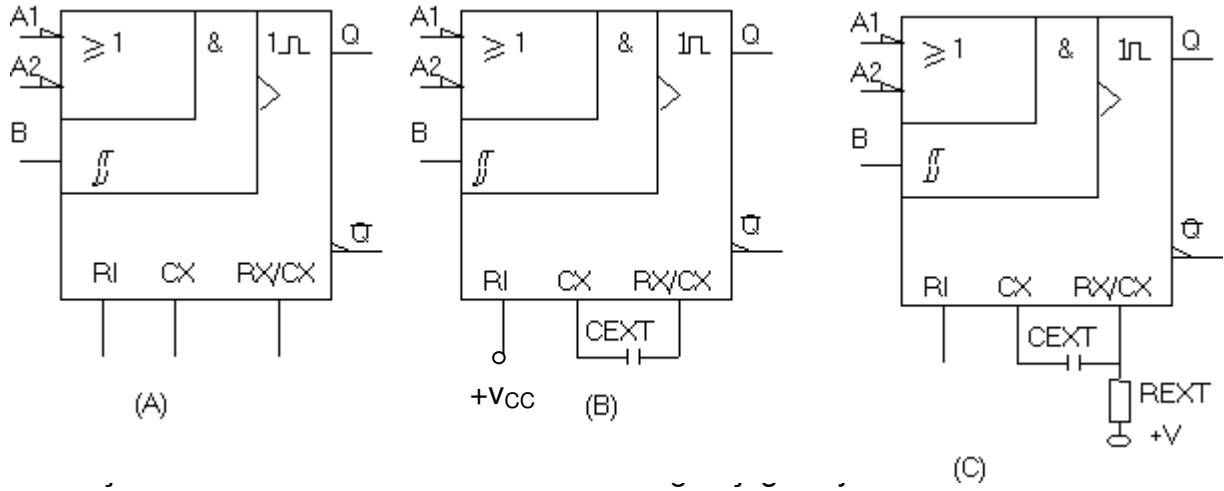 A1
A2
B
≥1
&
1
Q
Q̅
RI
CX
RX/CX
(A)
A1
A2
B
≥1
&
1
Q
Q̅
RI
CX
RX/CX
CEXT
+VCC
(B)
A1
A2
B
≥1
&
1
Q
Q̅
RI
CX
RX/CX
CEXT
REXT
+V
(C)